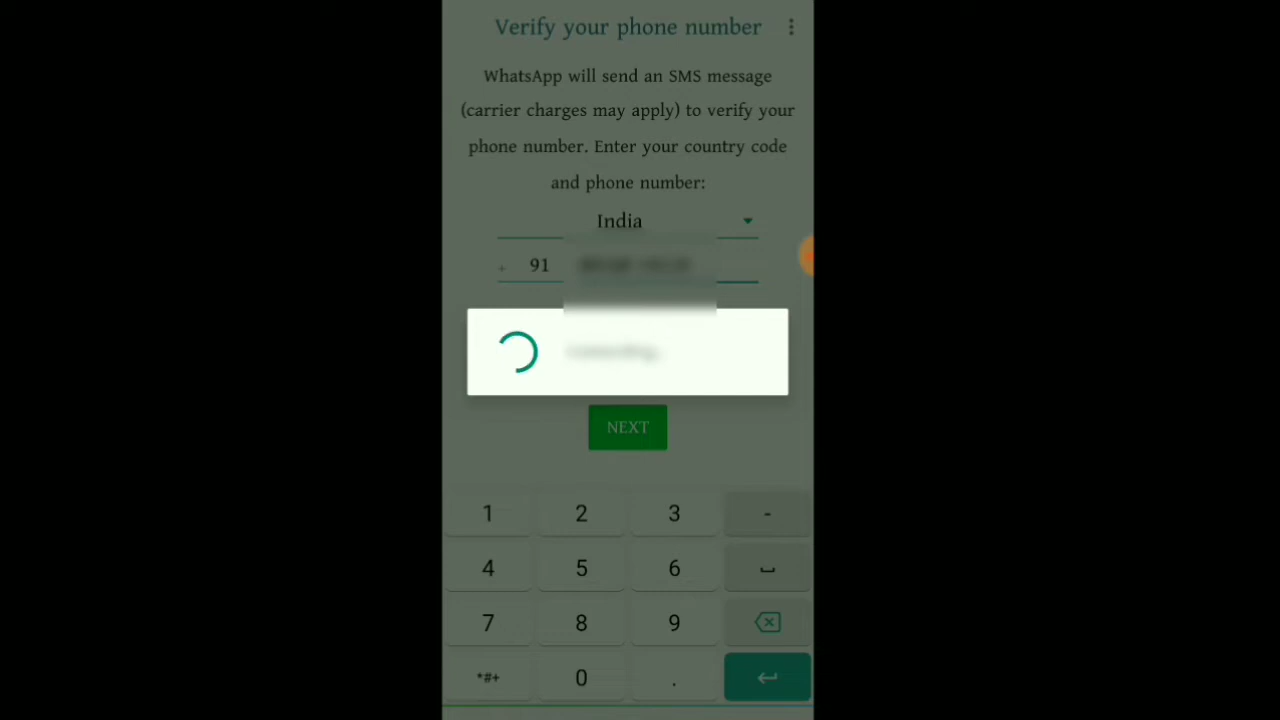 Verify your phone number
WhatsApp will send an SMS message
(carrier charges may apply) to verify your
phone number. Enter your country code
and phone number:
India
+ 91
NEXT
1 2 3 -
4 5 6
7 8 9
*#+ 0 .